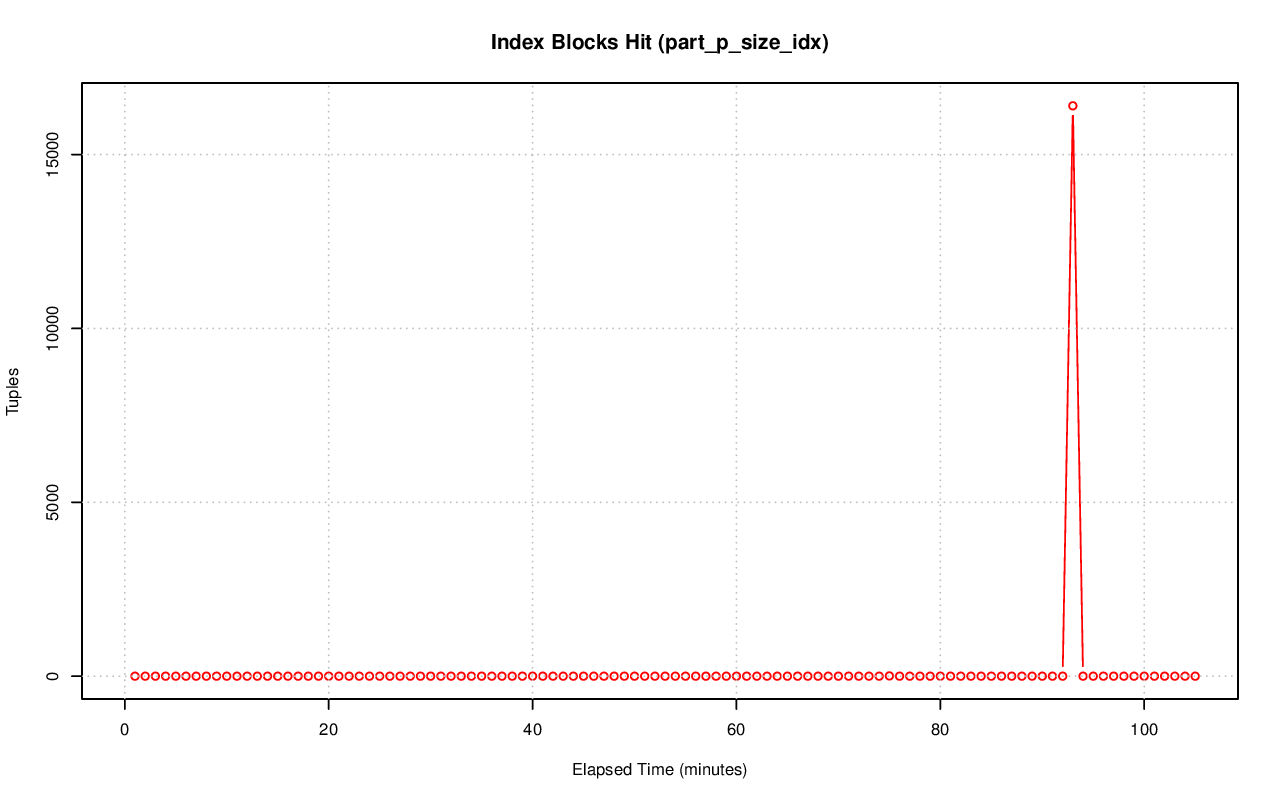 Index Blocks Hit (part_p_size_idx)
15000
10000
5000
0
Tuples
0 20 40 60 80 100
Elapsed Time (minutes)